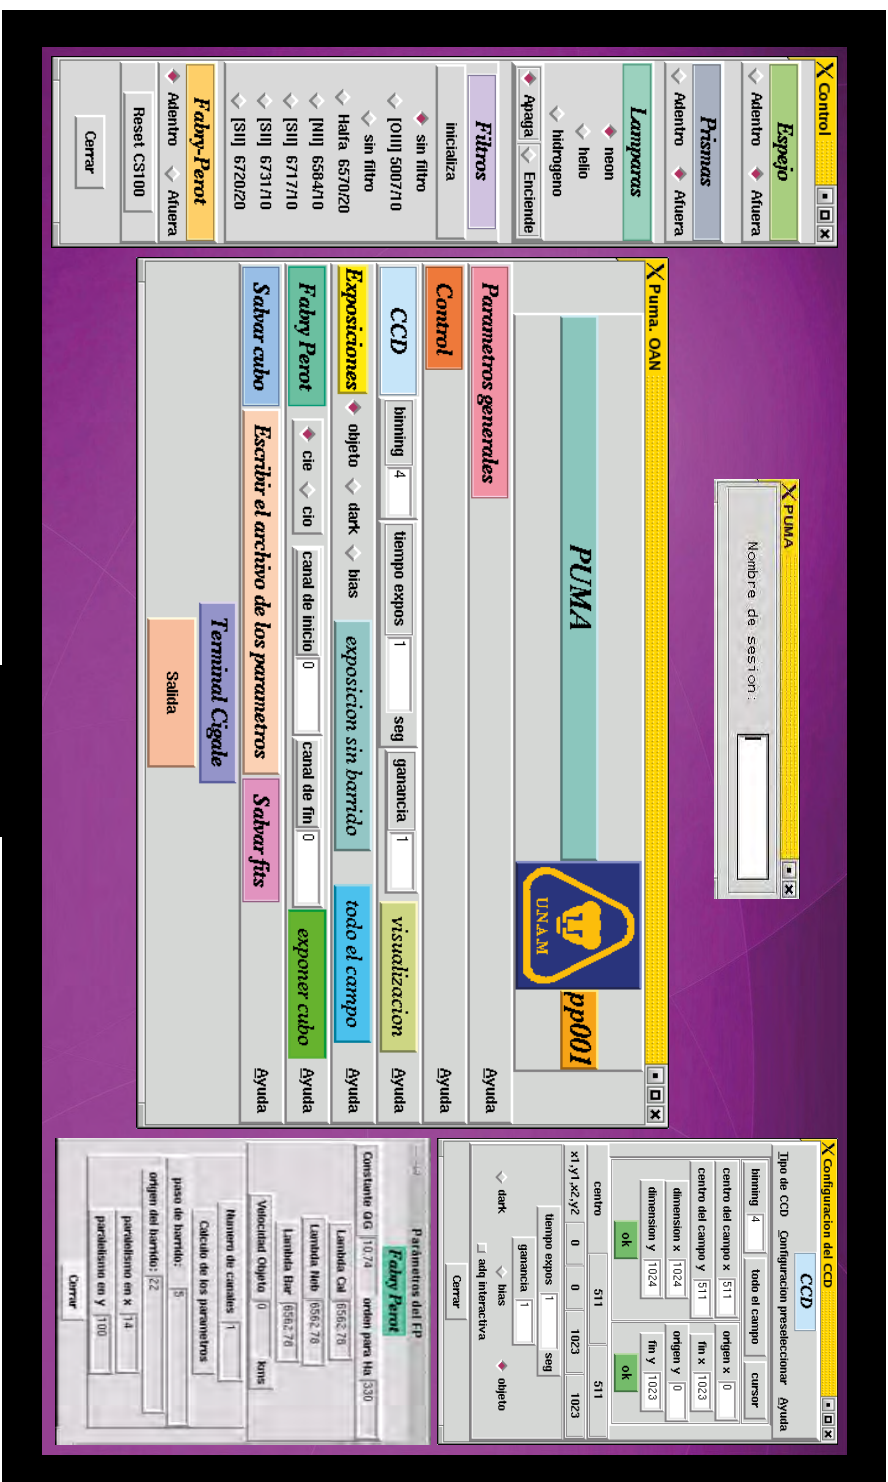 Control
Espejo
Adentro Afuera
Prismas
Adentro Afuera
Lamparas
neon
helio
hidrogeno
Apaga Enciende
Filtros
inicializa
sin filtro
[OIII] 5007/10
sin filtro
Halfa 6570/20
[NII] 6584/10
[SII] 6717/10
[SII] 6731/10
[SII] 6720/20
Fabry-Perot
Adentro Afuera
Reset CS100
Cerrar
PUMA
Nombre de sesion:
Puma. OAN
PUMA
U.N.A.M
pp001
Parametros generales Ayuda
Control Ayuda
CCD binning 4 tiempo expos 1 seg ganancia 1 visualizacion Ayuda
Exposiciones objeto dark bias exposicion sin barrido todo el campo Ayuda
Fabry Perot cie cio canal de inicio 0 canal de fin 0 exponer cubo Ayuda
Salvar cubo Escribir el archivo de los parametros Salvar fits Ayuda
Terminal Cigale
Salida
Configuracion del CCD
CCD
Tipo de CCD Configuracion preseleccionar Ayuda
binning 4 todo el campo cursor
centro del campo x 511 origen x 0
centro del campo y 511 fin x 1023
dimension x 1024 origen y 0
dimension y 1024 fin y 1023
ok ok
centro 511 511
x1,y1,x2,y2 0 0 1023 1023
tiempo expos 1 seg
ganancia 1
dark bias objeto
adq interactiva
Cerrar
Parámetros del FP
Fabry Perot
Constante QG 10.74 orden para Ha 330
Lambda Cal 6562.78
Lambda Neb 6562.78
Lambda Bar 6562.78
Velocidad Objeto 0 kms
Numero de canales 1
Calculo de los parametros
paso de barrido: 5
origen del barrido: 22
paralelismo en x 14
paralelismo en y 100
Cerrar